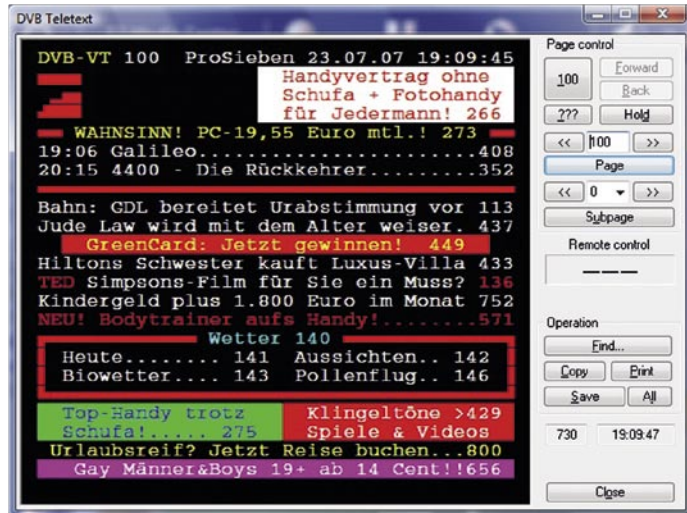 DVB Teletext
DVB-VT 100 ProSieben 23.07.07 19:09:45
Handyvertrag ohne
Schufa + Fotohandy
für Jedermann! 266
WAHNSINN! PC-19,55 Euro mtl.! 273
19:06 Galileo....................408
20:15 4400 - Die Rückkehrer.........352
Bahn: GDL bereitet Urabstimmung vor 113
Jude Law wird mit dem Alter weiser. 437
GreenCard: Jetzt gewinnen! 449
Hiltons Schwester kauft Luxus-Villa 433
TED Simpsons-Film für Sie ein Muss? 136
Kindergeld plus 1.800 Euro im Monat 752
NEU! Bodytrainer aufs Handy!........571
Wetter 140
Heute........ 141 Aussichten.. 142
Biowetter.... 143 Pollenflug.. 146
Top-Handy trotz
Schufa!..... 275
Klingeltöne >429
Spiele & Videos
Urlaubsreif? Jetzt Reise buchen...800
Gay Männer&Boys 19+ ab 14 Cent!!656
Page control
100 Forward
Back
??? Hold
<< 100 >>
Page
<< 0 >>
Subpage
Remote control
———
Operation
Find...
Copy Print
Save All
730 19:09:47
Close